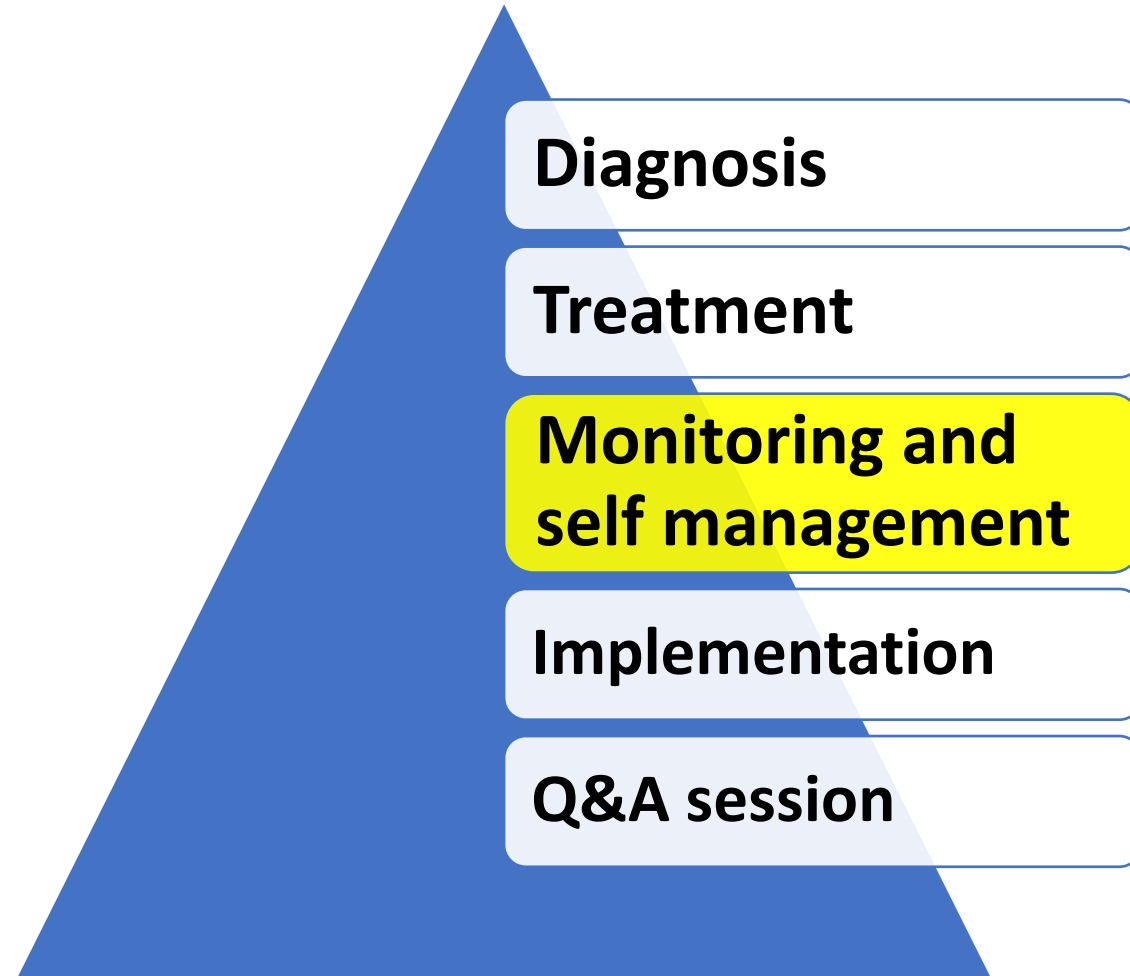 Diagnosis
Treatment
Monitoring and
self management
Implementation
Q&A session